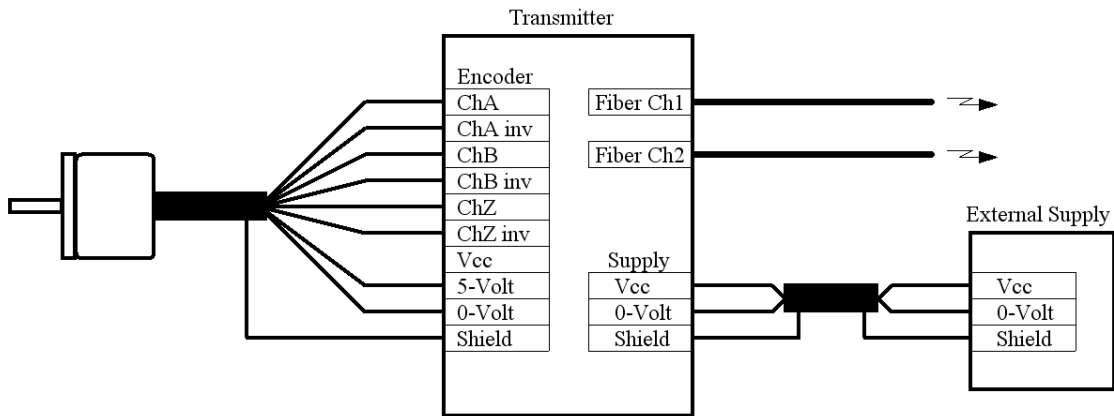 Transmitter
Encoder
ChA
ChA inv
ChB
ChB inv
ChZ
ChZ inv
Vcc
5-Volt
0-Volt
Shield
Fiber Ch1
Fiber Ch2
Supply
Vcc
0-Volt
Shield
External Supply
Vcc
0-Volt
Shield